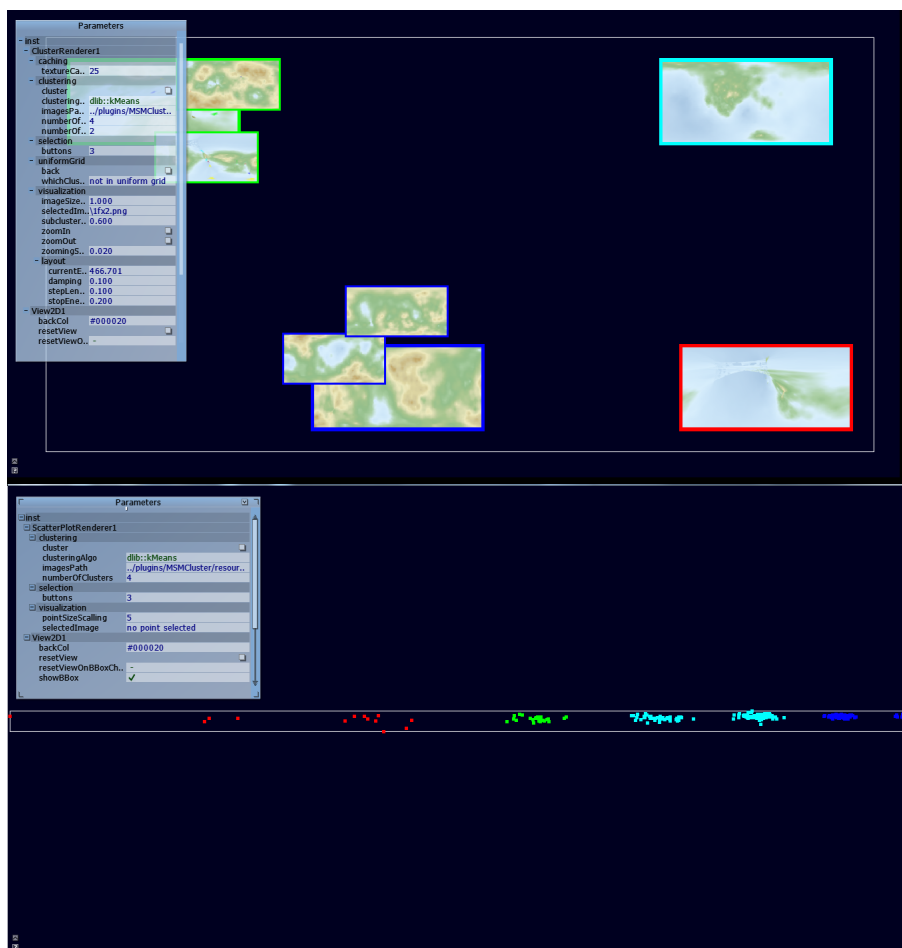 Parameters
- inst
- ClusterRenderer1
- caching
textureCa.. 25
- clustering
cluster
clustering.. dlib::kMeans
imagesPa.. ../plugins/MSMClust..
numberOf.. 4
numberOf.. 2
- selection
buttons 3
- uniformGrid
back
whichClus.. not in uniform grid
- visualization
imageSize.. 1.000
selectedIm.. \1fx2.png
subcluster.. 0.600
zoomIn
zoomOut
zoomingS.. 0.020
- layout
currentE.. 466.701
damping 0.100
stepLen.. 0.100
stopEne.. 0.200
- View2D1
backCol #000020
resetView
resetViewO.. -
Parameters
inst
ScatterPlotRenderer1
clustering
cluster
clusteringAlgo dlib::kMeans
imagesPath ../plugins/MSMCluster/resour..
numberOfClusters 4
selection
buttons 3
visualization
pointSizeScalling 5
selectedImage no point selected
View2D1
backCol #000020
resetView
resetViewOnBBoxCh.. -
showBBox ✓